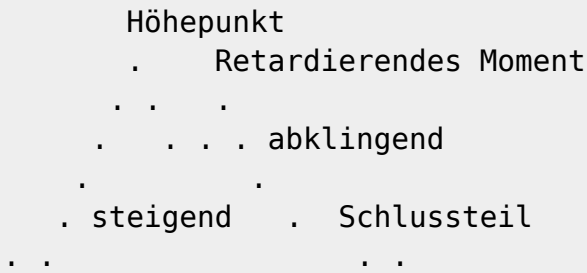 Höhepunkt
. Retardierendes Moment
. . .
. . . . abklingend
. .
. steigend . Schlussteil
. . . .